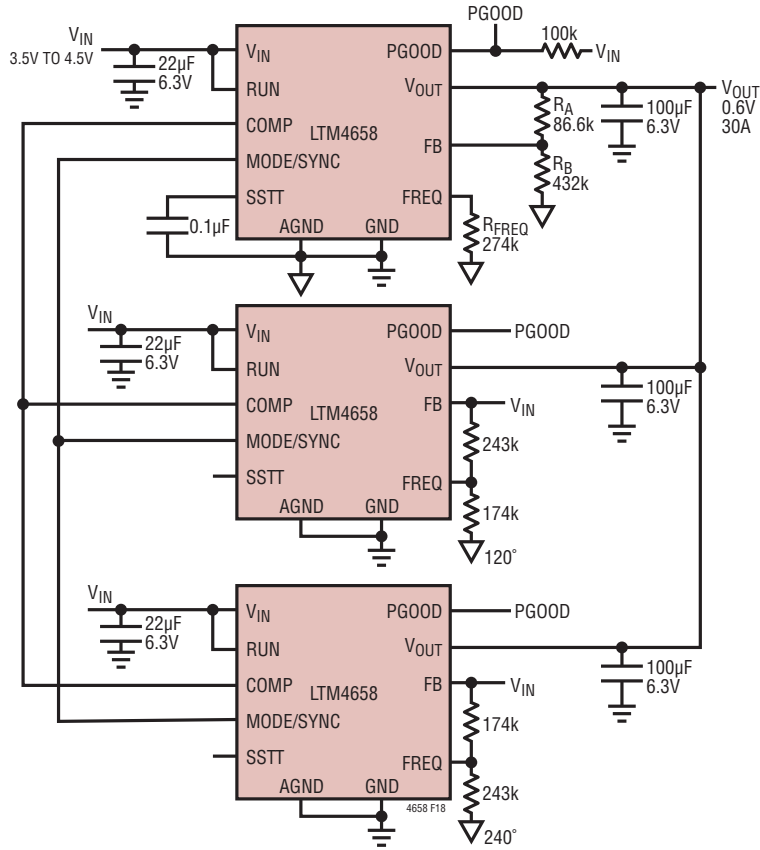 PGOOD
100k
VIN
VIN
3.5V TO 4.5V
22µF
6.3V
VIN
RUN
COMP
MODE/SYNC
SSTT
LTM4658
AGND
GND
PGOOD
VOUT
FB
FREQ
0.1µF
RA
86.6k
RB
432k
RFREQ
274k
100µF
6.3V
VOUT
0.6V
30A
VIN
22µF
6.3V
VIN
RUN
COMP
MODE/SYNC
SSTT
LTM4658
AGND
GND
PGOOD
VOUT
FB
FREQ
PGOOD
VIN
243k
174k
120°
100µF
6.3V
VIN
22µF
6.3V
VIN
RUN
COMP
MODE/SYNC
SSTT
LTM4658
AGND
GND
PGOOD
VOUT
FB
FREQ
PGOOD
VIN
174k
243k
240°
100µF
6.3V
4658 F18